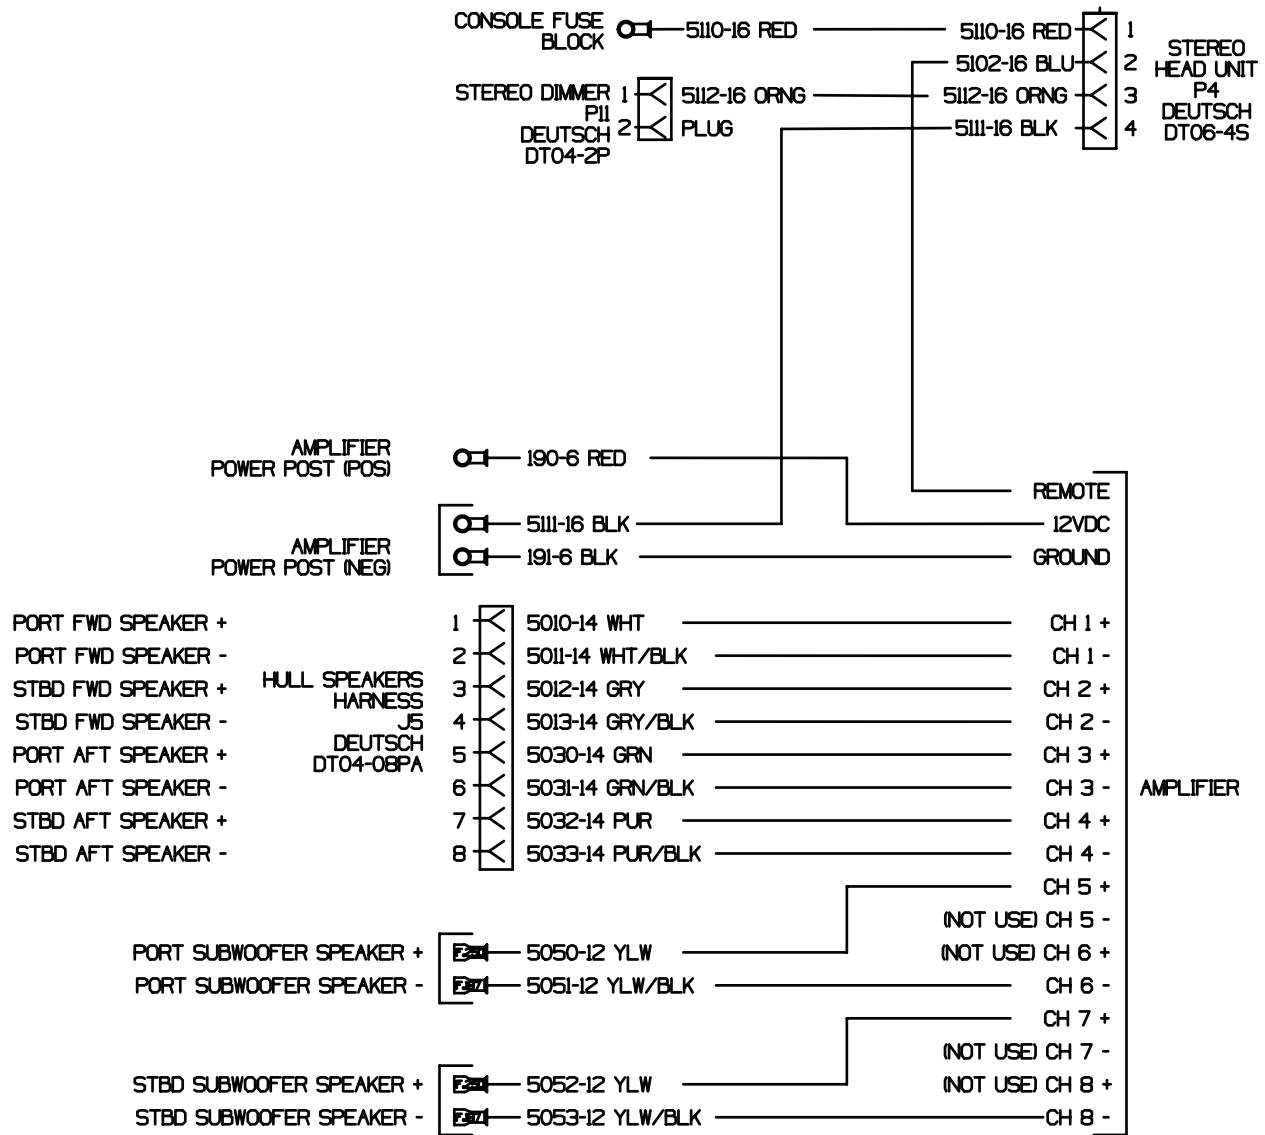 CONSOLE FUSE
BLOCK
5110-16 RED
5110-16 RED
1
5102-16 BLU
2
STEREO
HEAD UNIT
P4
DEUTSCH
DT06-4S
STEREO DIMMER
P11
DEUTSCH
DT04-2P
1
5112-16 ORNG
5112-16 ORNG
3
2
PLUG
5111-16 BLK
4
AMPLIFIER
POWER POST (POS)
190-6 RED
REMOTE
5111-16 BLK
12VDC
AMPLIFIER
POWER POST (NEG)
191-6 BLK
GROUND
PORT FWD SPEAKER +
1
5010-14 WHT
CH 1 +
PORT FWD SPEAKER -
2
5011-14 WHT/BLK
CH 1 -
HULL SPEAKERS
HARNESS
J5
DEUTSCH
DT04-08PA
STBD FWD SPEAKER +
3
5012-14 GRY
CH 2 +
STBD FWD SPEAKER -
4
5013-14 GRY/BLK
CH 2 -
PORT AFT SPEAKER +
5
5030-14 GRN
CH 3 +
PORT AFT SPEAKER -
6
5031-14 GRN/BLK
CH 3 -
AMPLIFIER
STBD AFT SPEAKER +
7
5032-14 PUR
CH 4 +
STBD AFT SPEAKER -
8
5033-14 PUR/BLK
CH 4 -
CH 5 +
(NOT USE) CH 5 -
PORT SUBWOOFER SPEAKER +
5050-12 YLW
(NOT USE) CH 6 +
PORT SUBWOOFER SPEAKER -
5051-12 YLW/BLK
CH 6 -
CH 7 +
(NOT USE) CH 7 -
STBD SUBWOOFER SPEAKER +
5052-12 YLW
(NOT USE) CH 8 +
STBD SUBWOOFER SPEAKER -
5053-12 YLW/BLK
CH 8 -